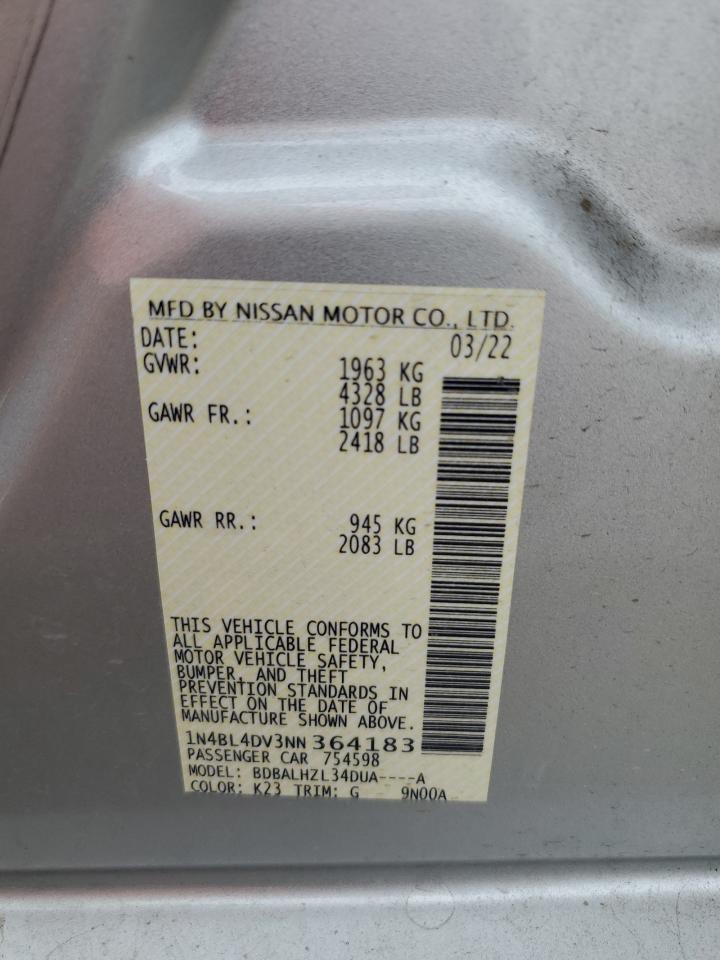 MFD BY NISSAN MOTOR CO., LTD.
DATE: 03/22
GVWR: 1963 KG
4328 LB
GAWR FR.: 1097 KG
2418 LB
GAWR RR.: 945 KG
2083 LB
THIS VEHICLE CONFORMS TO
ALL APPLICABLE FEDERAL
MOTOR VEHICLE SAFETY,
BUMPER, AND THEFT
PREVENTION STANDARDS IN
EFFECT ON THE DATE OF
MANUFACTURE SHOWN ABOVE.
1N4BL4DV3NN364183
PASSENGER CAR 754598
MODEL: BDBALHZL34DUA----A
COLOR: K23 TRIM: G 9N00A